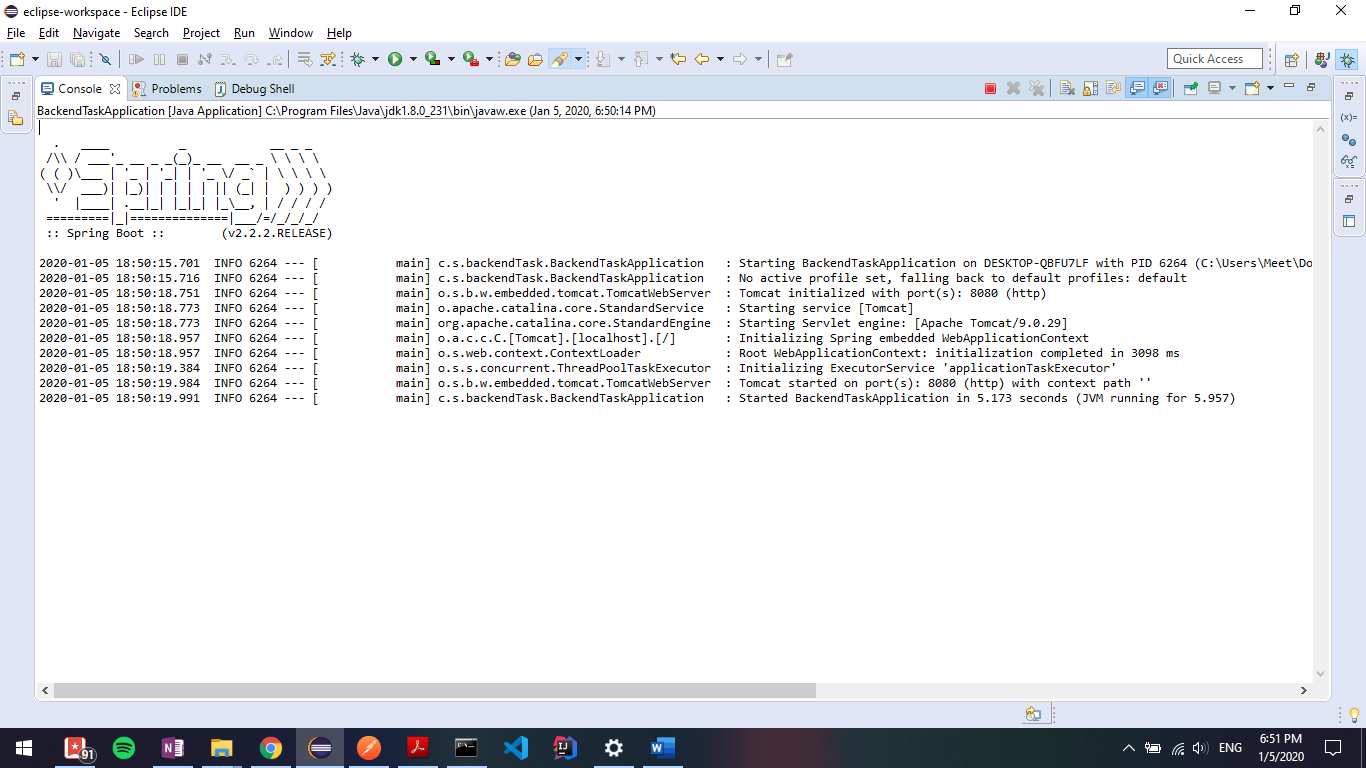 eclipse-workspace - Eclipse IDE
File Edit Navigate Search Project Run Window Help
Quick Access
Console Problems Debug Shell
BackendTaskApplication [Java Application] C:\Program Files\Java\jdk1.8.0_231\bin\javaw.exe (Jan 5, 2020, 6:50:14 PM)
Spring
:: Spring Boot :: (v2.2.2.RELEASE)
2020-01-05 18:50:15.701 INFO 6264 --- [ main] c.s.backendTask.BackendTaskApplication : Starting BackendTaskApplication on DESKTOP-QBFU7LF with PID 6264 (C:\Users\Meet\Do
2020-01-05 18:50:15.716 INFO 6264 --- [ main] c.s.backendTask.BackendTaskApplication : No active profile set, falling back to default profiles: default
2020-01-05 18:50:18.751 INFO 6264 --- [ main] o.s.b.w.embedded.tomcat.TomcatWebServer : Tomcat initialized with port(s): 8080 (http)
2020-01-05 18:50:18.773 INFO 6264 --- [ main] o.apache.catalina.core.StandardService : Starting service [Tomcat]
2020-01-05 18:50:18.773 INFO 6264 --- [ main] org.apache.catalina.core.StandardEngine : Starting Servlet engine: [Apache Tomcat/9.0.29]
2020-01-05 18:50:18.957 INFO 6264 --- [ main] o.a.c.c.C.[Tomcat].[localhost].[/] : Initializing Spring embedded WebApplicationContext
2020-01-05 18:50:18.957 INFO 6264 --- [ main] o.s.web.context.ContextLoader : Root WebApplicationContext: initialization completed in 3098 ms
2020-01-05 18:50:19.384 INFO 6264 --- [ main] o.s.s.concurrent.ThreadPoolTaskExecutor : Initializing ExecutorService 'applicationTaskExecutor'
2020-01-05 18:50:19.984 INFO 6264 --- [ main] o.s.b.w.embedded.tomcat.TomcatWebServer : Tomcat started on port(s): 8080 (http) with context path ''
2020-01-05 18:50:19.991 INFO 6264 --- [ main] c.s.backendTask.BackendTaskApplication : Started BackendTaskApplication in 5.173 seconds (JVM running for 5.957)
91
ENG
6:51 PM
1/5/2020